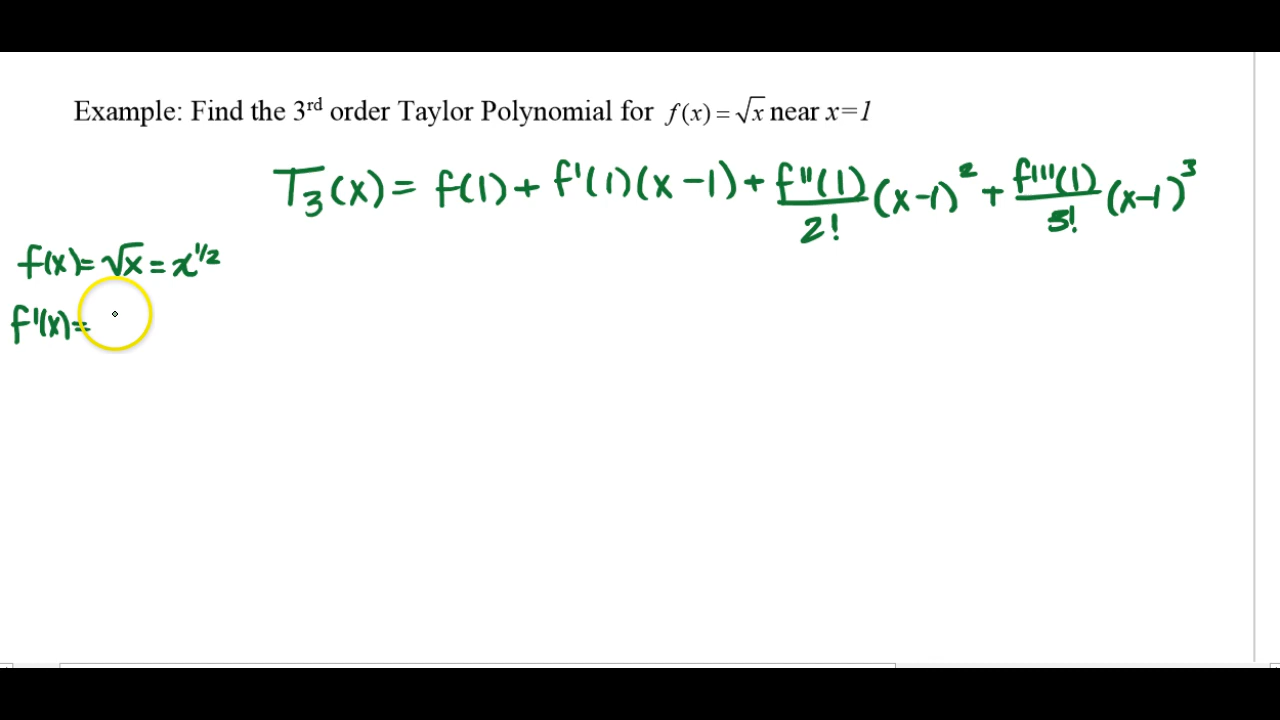 Example: Find the 3rd order Taylor Polynomial for f(x) = √x near x=1
T₃(x) = f(1) + f'(1)(x-1) + f''(1)/2! (x-1)² + f'''(1)/3! (x-1)³
f(x) = √x = x^1/2
f'(x) =